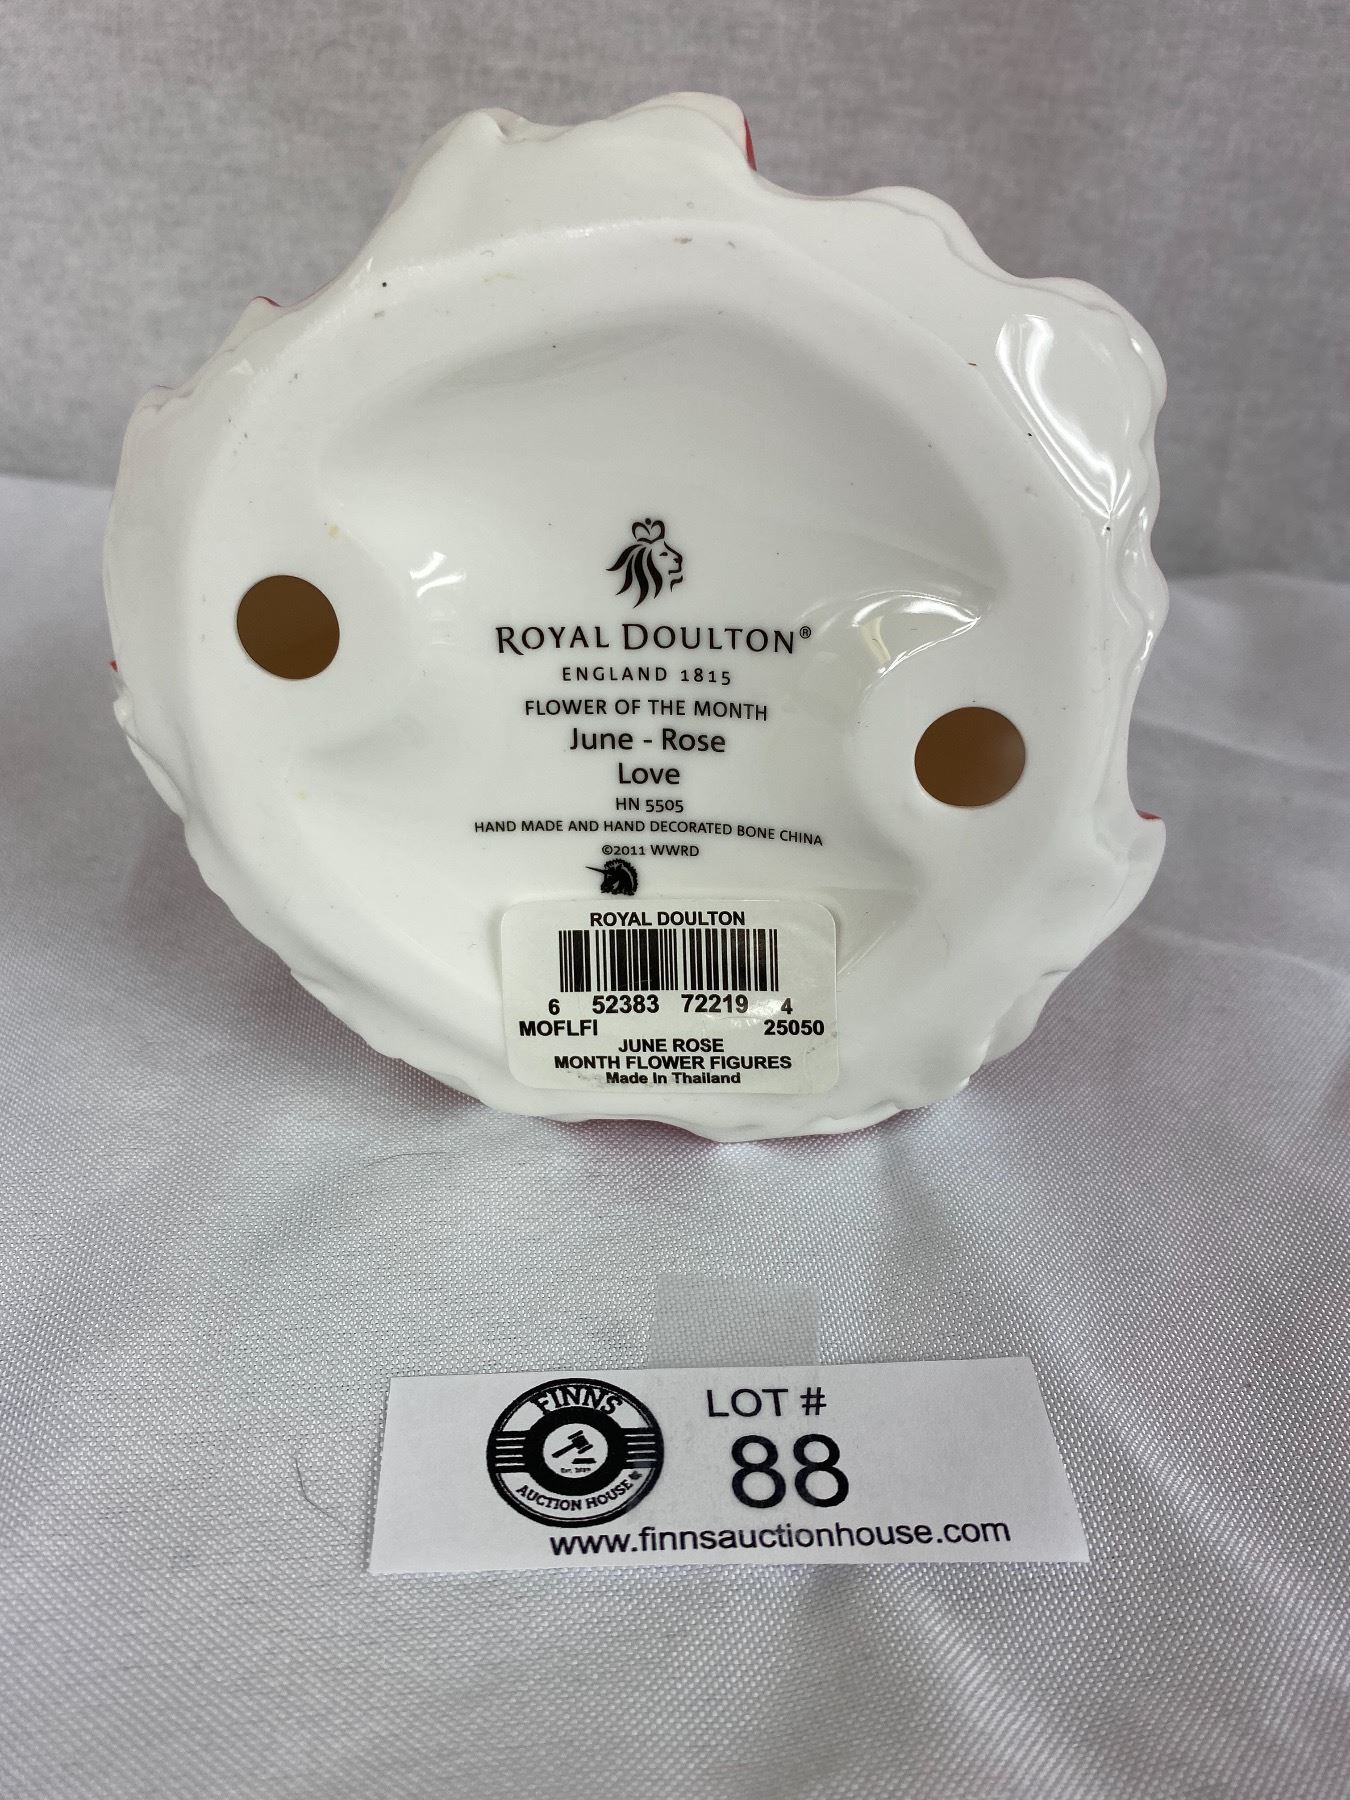 ROYAL DOULTON®
ENGLAND 1815
FLOWER OF THE MONTH
June - Rose
Love
HN 5505
HAND MADE AND HAND DECORATED BONE CHINA
©2011 WWRD
ROYAL DOULTON
6 52383 72219 4
MOFLFI 25050
JUNE ROSE
MONTH FLOWER FIGURES
Made In Thailand
FINNS
AUCTION HOUSE
LOT #
88
www.finnsauctionhouse.com